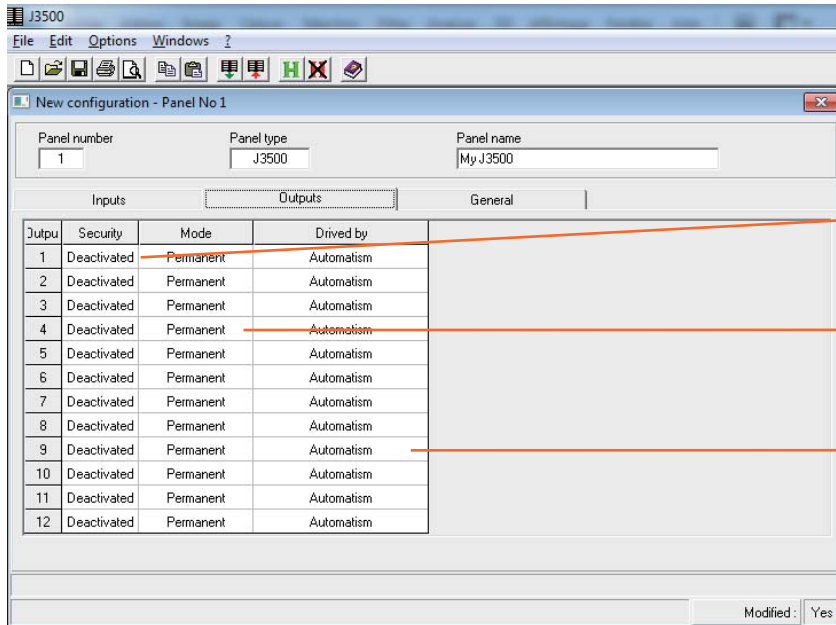 J3500
File Edit Options Windows ?
New configuration - Panel No 1
Panel number Panel type Panel name
1 J3500 My J3500
Inputs Outputs General
Outpu Security Mode Drived by
1 Deactivated Permanent Automatism
2 Deactivated Permanent Automatism
3 Deactivated Permanent Automatism
4 Deactivated Permanent Automatism
5 Deactivated Permanent Automatism
6 Deactivated Permanent Automatism
7 Deactivated Permanent Automatism
8 Deactivated Permanent Automatism
9 Deactivated Permanent Automatism
10 Deactivated Permanent Automatism
11 Deactivated Permanent Automatism
12 Deactivated Permanent Automatism
Modified : Yes